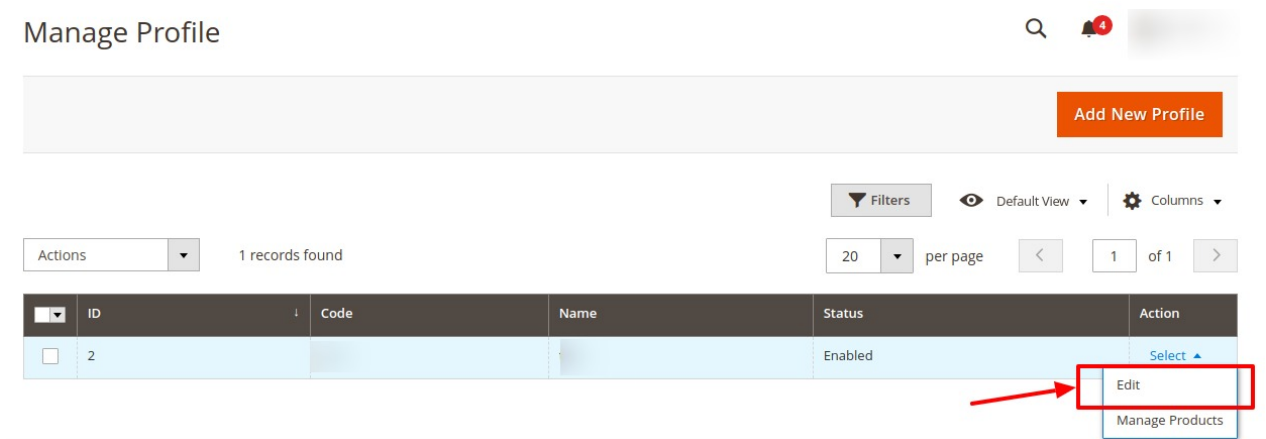 Manage Profile
4
Add New Profile
Filters Default View Columns
Actions 1 records found 20 per page 1 of 1
ID ↓ Code Name Status Action
2 Enabled Select
Edit
Manage Products